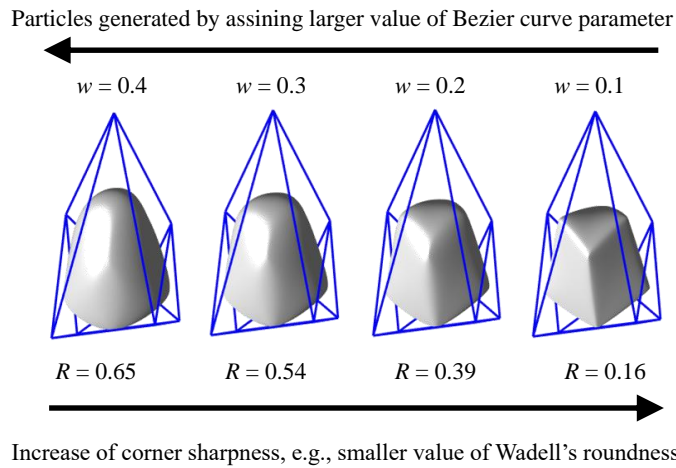 Particles generated by assining larger value of Bezier curve parameter
w = 0.4 w = 0.3 w = 0.2 w = 0.1
R = 0.65 R = 0.54 R = 0.39 R = 0.16
Increase of corner sharpness, e.g., smaller value of Wadell's roundness